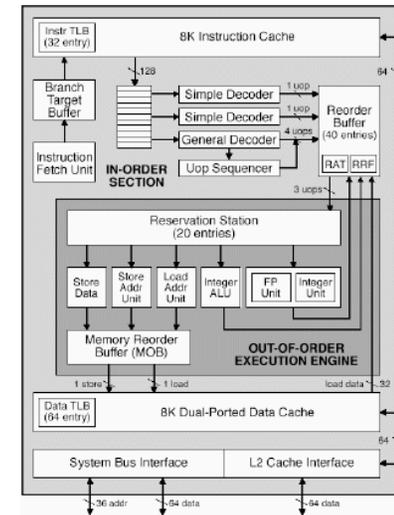 Instr TLB
(32 entry)
8K Instruction Cache
128
64
Branch
Target
Buffer
Instruction
Fetch Unit
Simple Decoder
1 uop
Simple Decoder
1 uop
General Decoder
4 uops
Uop Sequencer
IN-ORDER
SECTION
Reorder
Buffer
(40 entries)
RAT
RRF
3 uops
Reservation Station
(20 entries)
Store
Data
Store
Addr
Unit
Load
Addr
Unit
Integer
ALU
FP
Unit
Integer
Unit
Memory Reorder
Buffer (MOB)
OUT-OF-ORDER
EXECUTION ENGINE
1 store
1 load
load data
32
Data TLB
(64 entry)
8K Dual-Ported Data Cache
64
System Bus Interface
L2 Cache Interface
36 addr
64 data
64 data